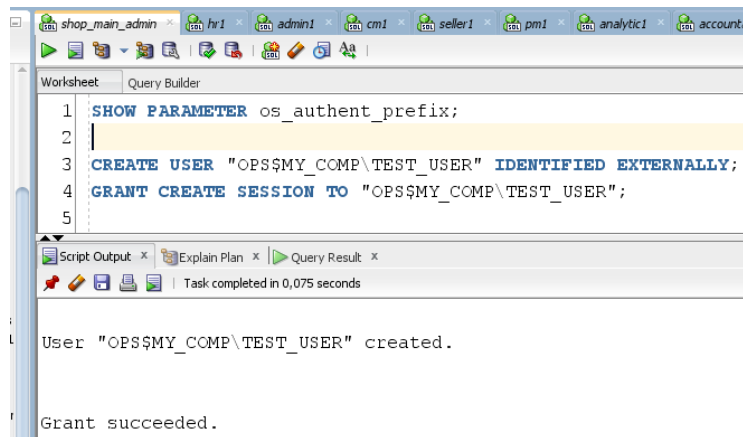 shop_main_admin hr1 admin1 cm1 seller1 pm1 analytic1 account
Worksheet Query Builder
1 SHOW PARAMETER os_authent_prefix;
2
3 CREATE USER "OPS$MY_COMP\TEST_USER" IDENTIFIED EXTERNALLY;
4 GRANT CREATE SESSION TO "OPS$MY_COMP\TEST_USER";
5
Script Output x Explain Plan x Query Result x
Task completed in 0,075 seconds
User "OPS$MY_COMP\TEST_USER" created.
Grant succeeded.